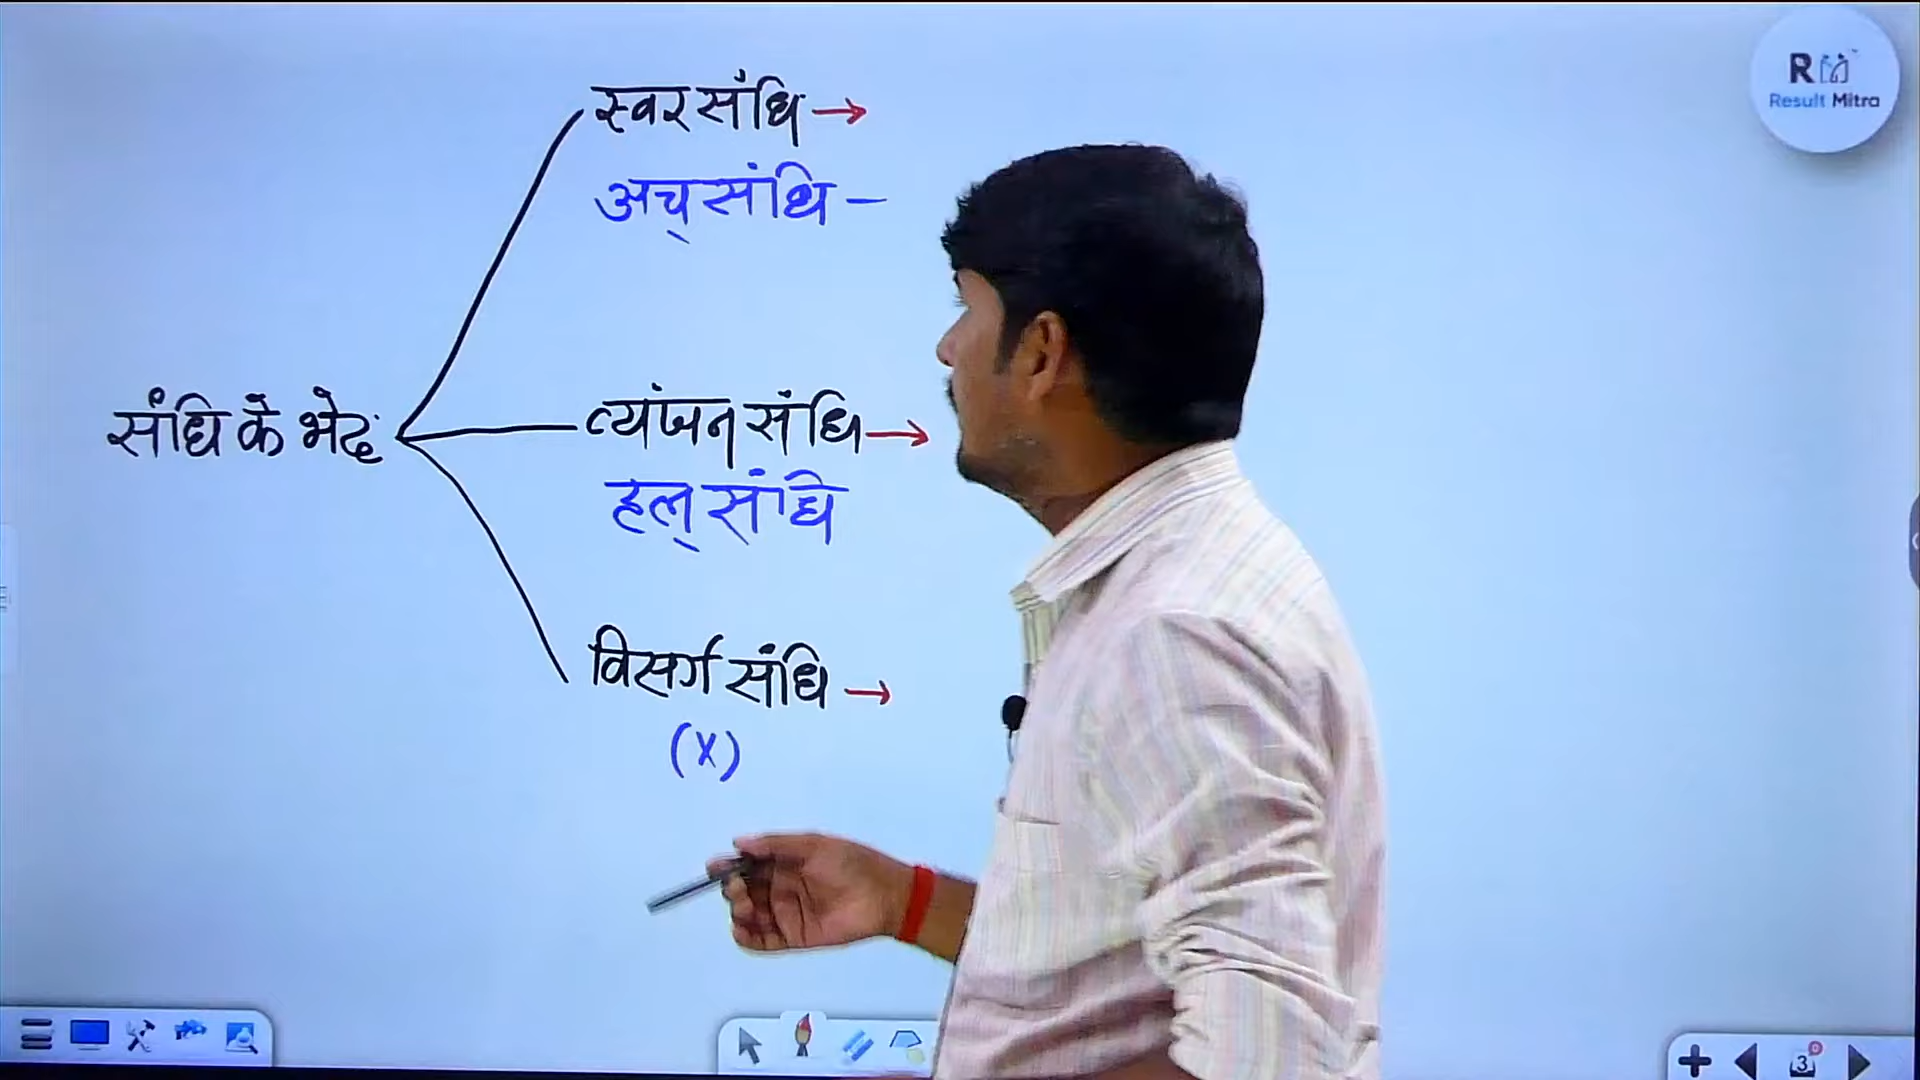 स्वर संधि →
अच् संधि –
संधि के भेद
व्यंजन संधि →
हल् संधि
विसर्ग संधि →
(x)
R
Result Mitra
3